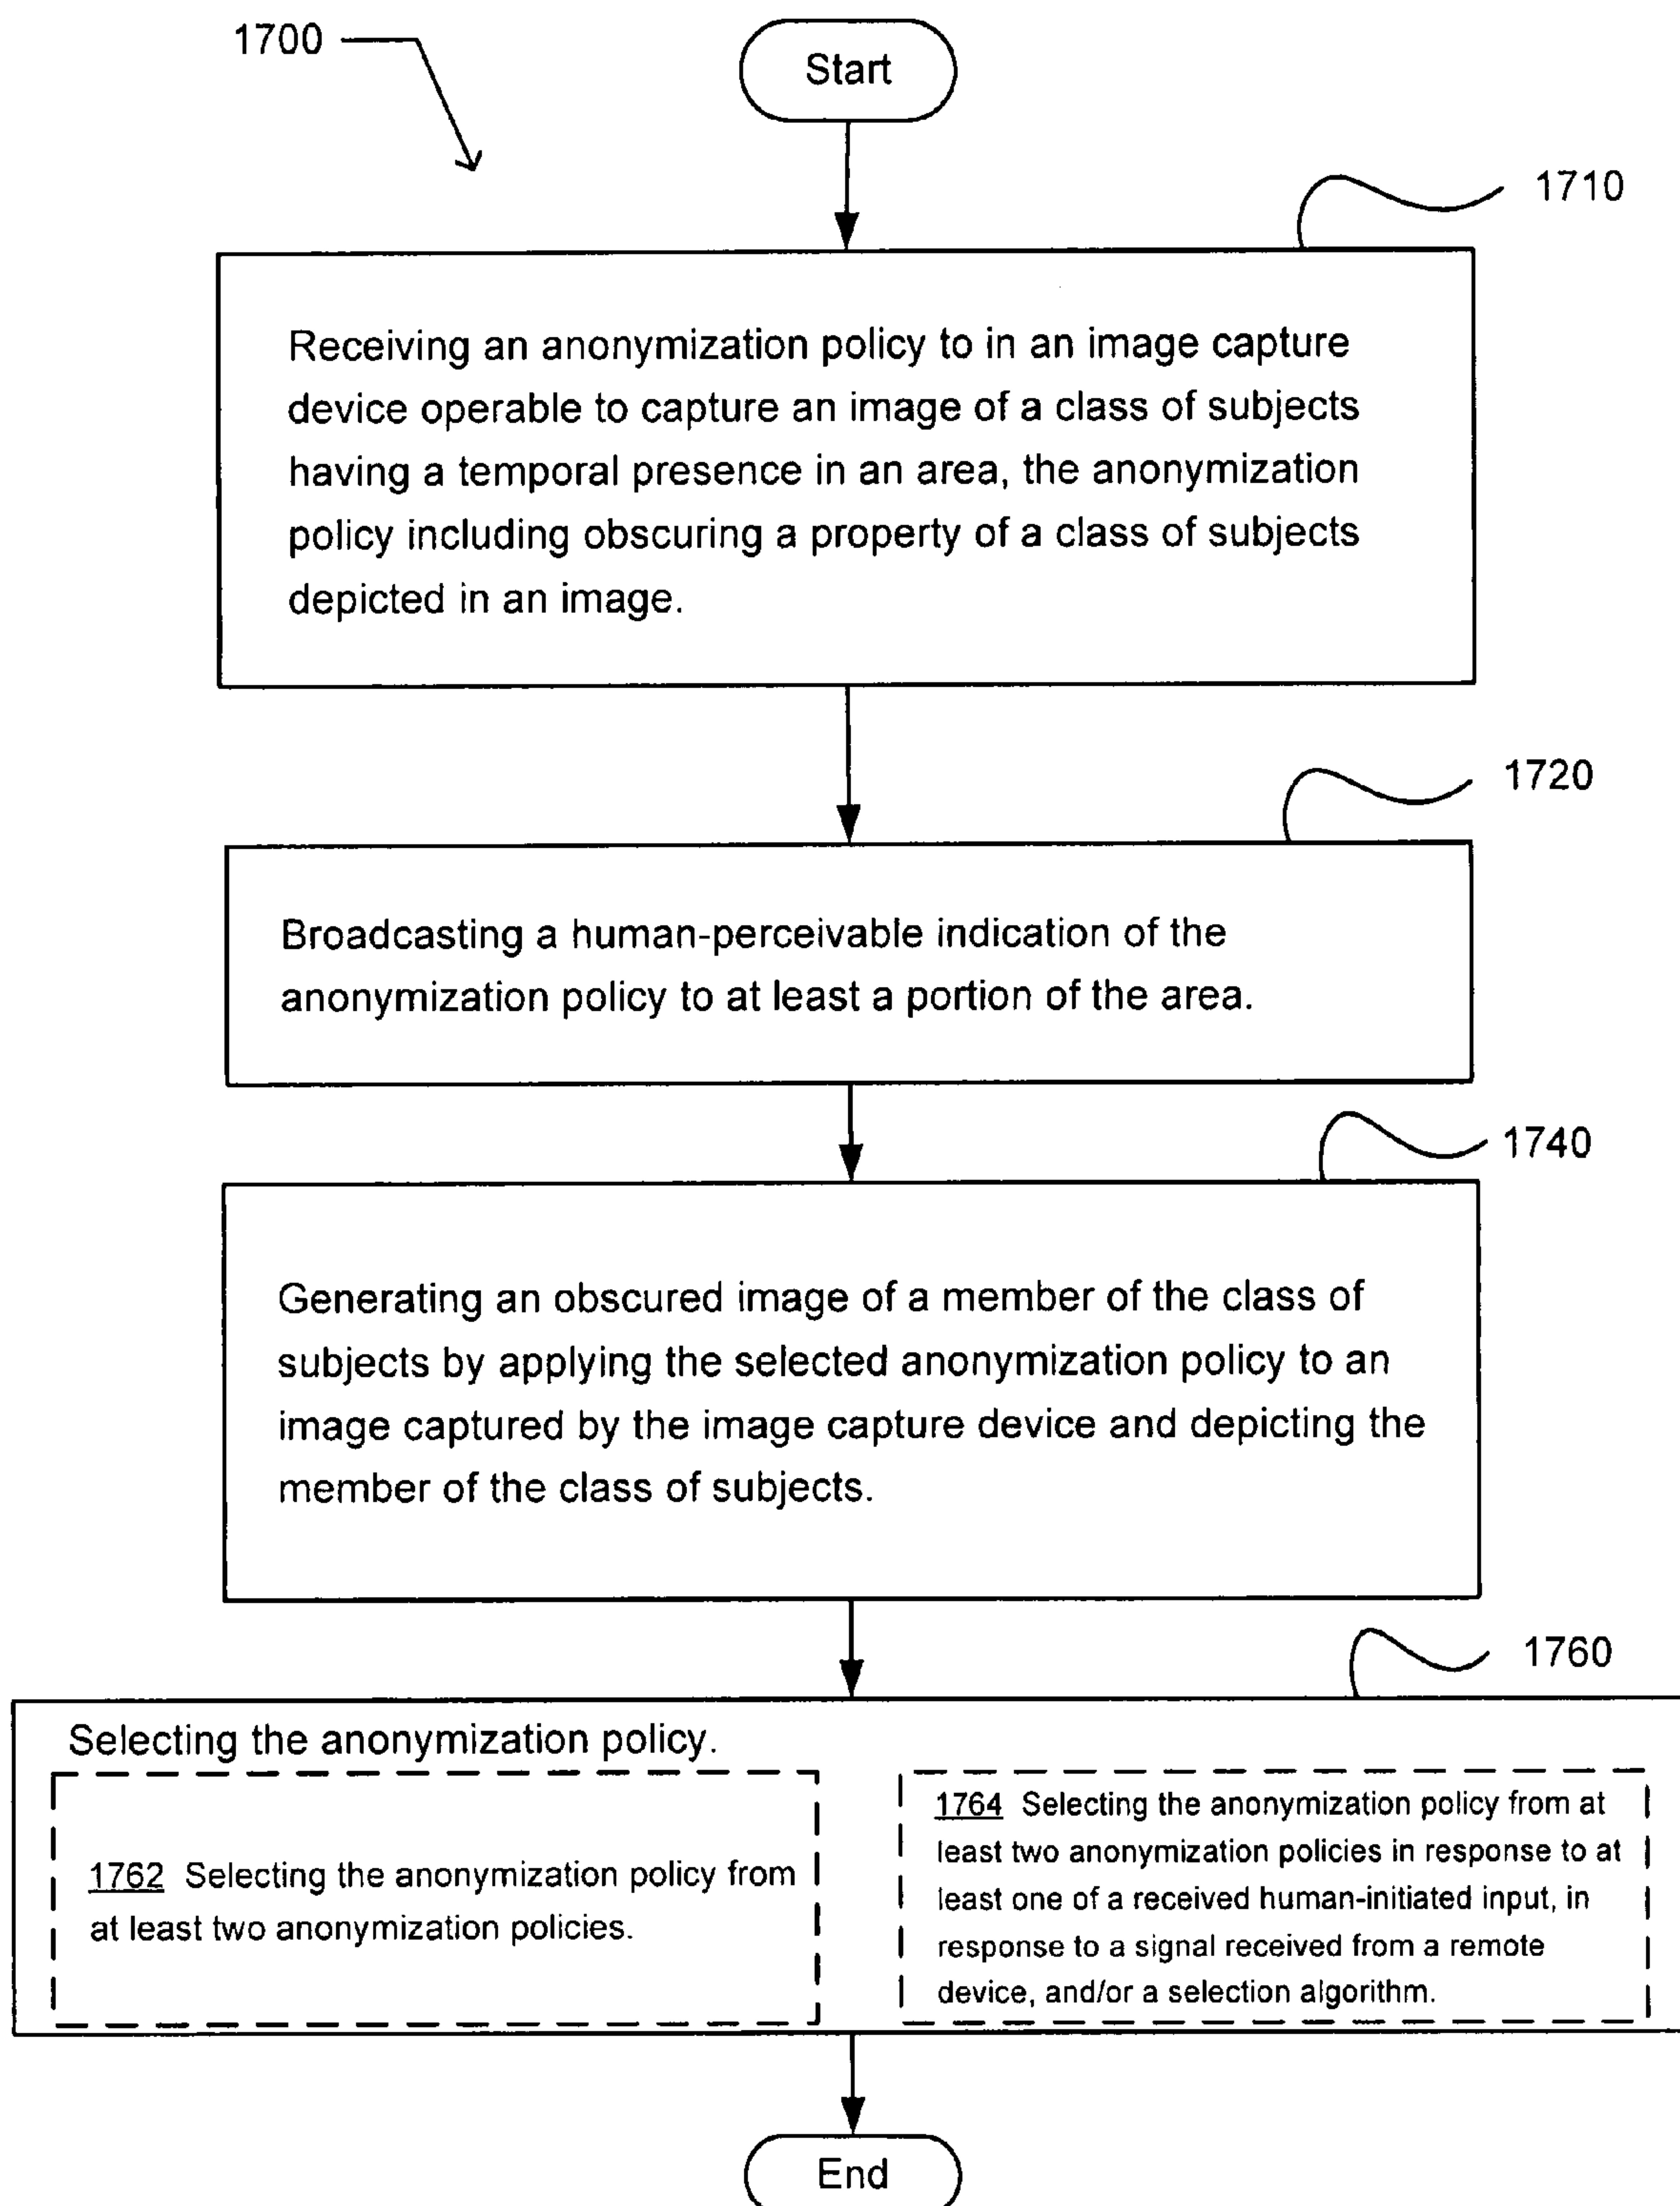 1700
Start
1710
Receiving an anonymization policy to in an image capture
device operable to capture an image of a class of subjects
having a temporal presence in an area, the anonymization
policy including obscuring a property of a class of subjects
depicted in an image.
1720
Broadcasting a human-perceivable indication of the
anonymization policy to at least a portion of the area.
1740
Generating an obscured image of a member of the class of
subjects by applying the selected anonymization policy to an
image captured by the image capture device and depicting the
member of the class of subjects.
1760
Selecting the anonymization policy.
1762 Selecting the anonymization policy from
at least two anonymization policies.
1764 Selecting the anonymization policy from at
least two anonymization policies in response to at
least one of a received human-initiated input, in
response to a signal received from a remote
device, and/or a selection algorithm.
End